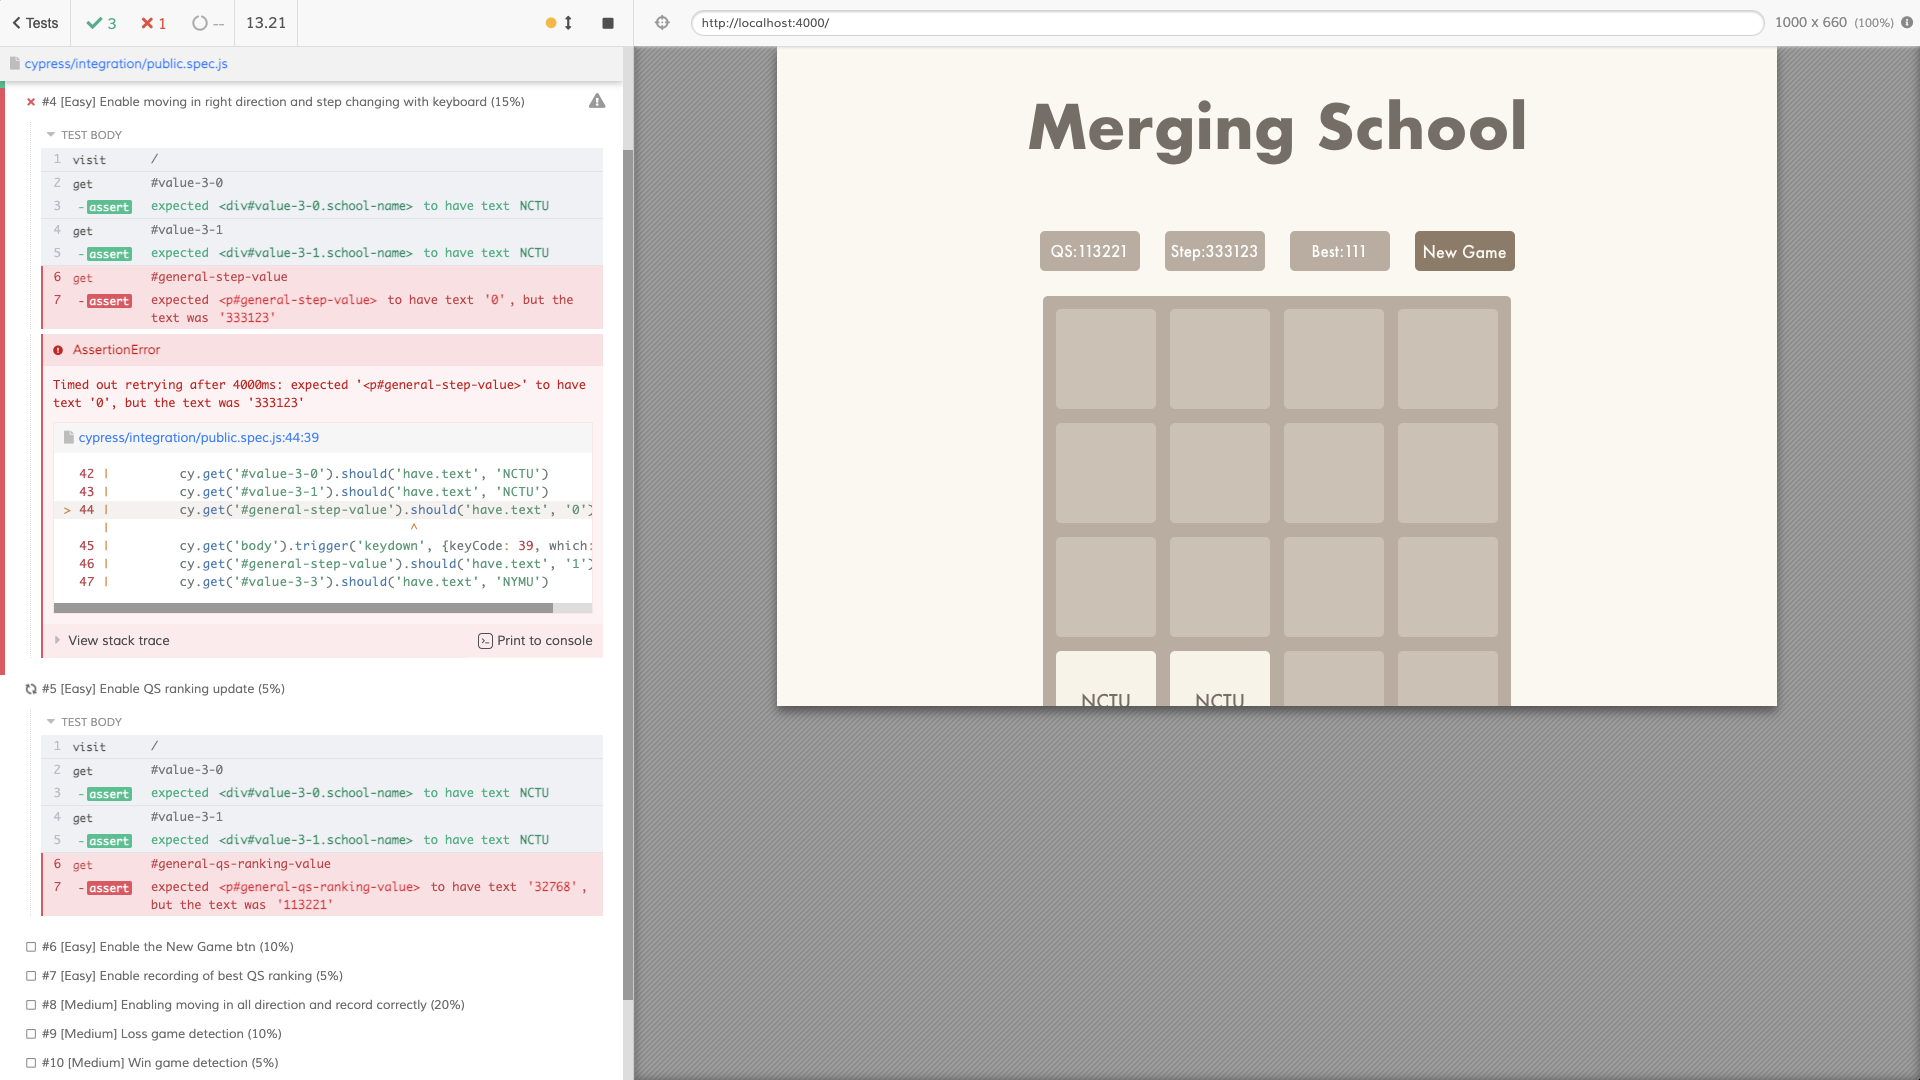 Tests
3
1
--
13.21
http://localhost:4000/
1000 x 660 (100%)
cypress/integration/public.spec.js
#4 [Easy] Enable moving in right direction and step changing with keyboard (15%)
TEST BODY
1 visit /
2 get #value-3-0
3 -assert expected <div#value-3-0.school-name> to have text NCTU
4 get #value-3-1
5 -assert expected <div#value-3-1.school-name> to have text NCTU
6 get #general-step-value
7 -assert expected <p#general-step-value> to have text '0', but the
text was '333123'
AssertionError
Timed out retrying after 4000ms: expected '<p#general-step-value>' to have
text '0', but the text was '333123'
cypress/integration/public.spec.js:44:39
42 | cy.get('#value-3-0').should('have.text', 'NCTU')
43 | cy.get('#value-3-1').should('have.text', 'NCTU')
> 44 | cy.get('#general-step-value').should('have.text', '0')
| ^
45 | cy.get('body').trigger('keydown', {keyCode: 39, which:
46 | cy.get('#general-step-value').should('have.text', '1')
47 | cy.get('#value-3-3').should('have.text', 'NYMU')
View stack trace
Print to console
#5 [Easy] Enable QS ranking update (5%)
TEST BODY
1 visit /
2 get #value-3-0
3 -assert expected <div#value-3-0.school-name> to have text NCTU
4 get #value-3-1
5 -assert expected <div#value-3-1.school-name> to have text NCTU
6 get #general-qs-ranking-value
7 -assert expected <p#general-qs-ranking-value> to have text '32768',
but the text was '113221'
#6 [Easy] Enable the New Game btn (10%)
#7 [Easy] Enable recording of best QS ranking (5%)
#8 [Medium] Enabling moving in all direction and record correctly (20%)
#9 [Medium] Loss game detection (10%)
#10 [Medium] Win game detection (5%)
Merging School
QS:113221
Step:333123
Best:111
New Game
NCTU
NCTU